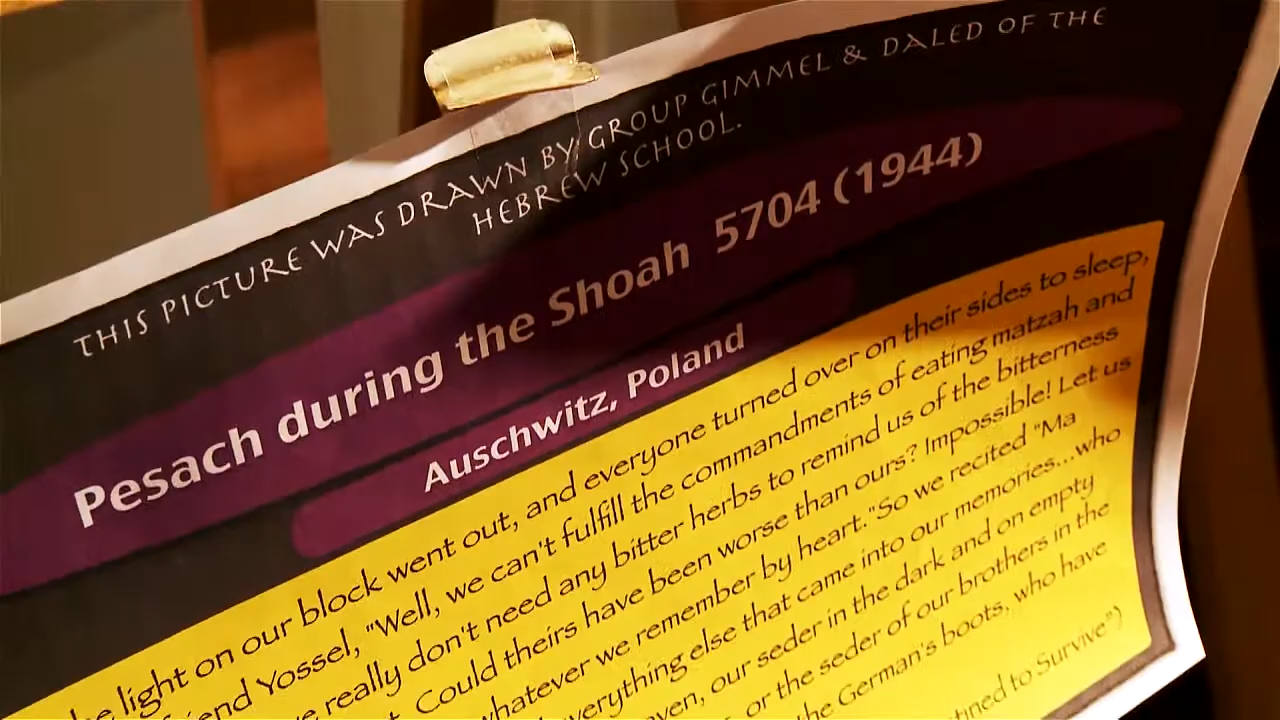 THIS PICTURE WAS DRAWN BY GROUP GIMMEL & DALED OF THE
HEBREW SCHOOL.
Pesach during the Shoah 5704 (1944)
Auschwitz, Poland
light on our block went out, and everyone turned over on their sides to sleep,
Yossel, "Well, we can't fulfill the commandments of eating matzah and
really don't need any bitter herbs to remind us of the bitterness
Could theirs have been worse than ours? Impossible! Let us
whatever we remember by heart."So we recited "Ma
everything else that came into our memories...who
our seder in the dark and on empty
or the seder of our brothers in the
the German's boots, who have
to Survive")